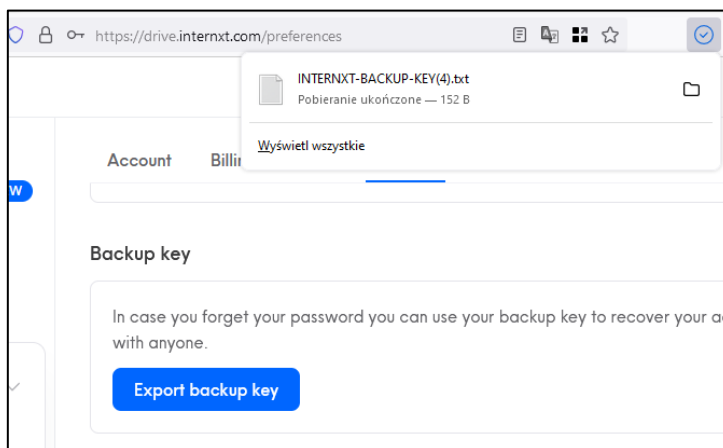 https://drive.internxt.com/preferences
INTERNXT-BACKUP-KEY(4).txt
Pobieranie ukończone — 152 B
Wyświetl wszystkie
Account
Backup key
In case you forget your password you can use your backup key to recover your
with anyone.
Export backup key